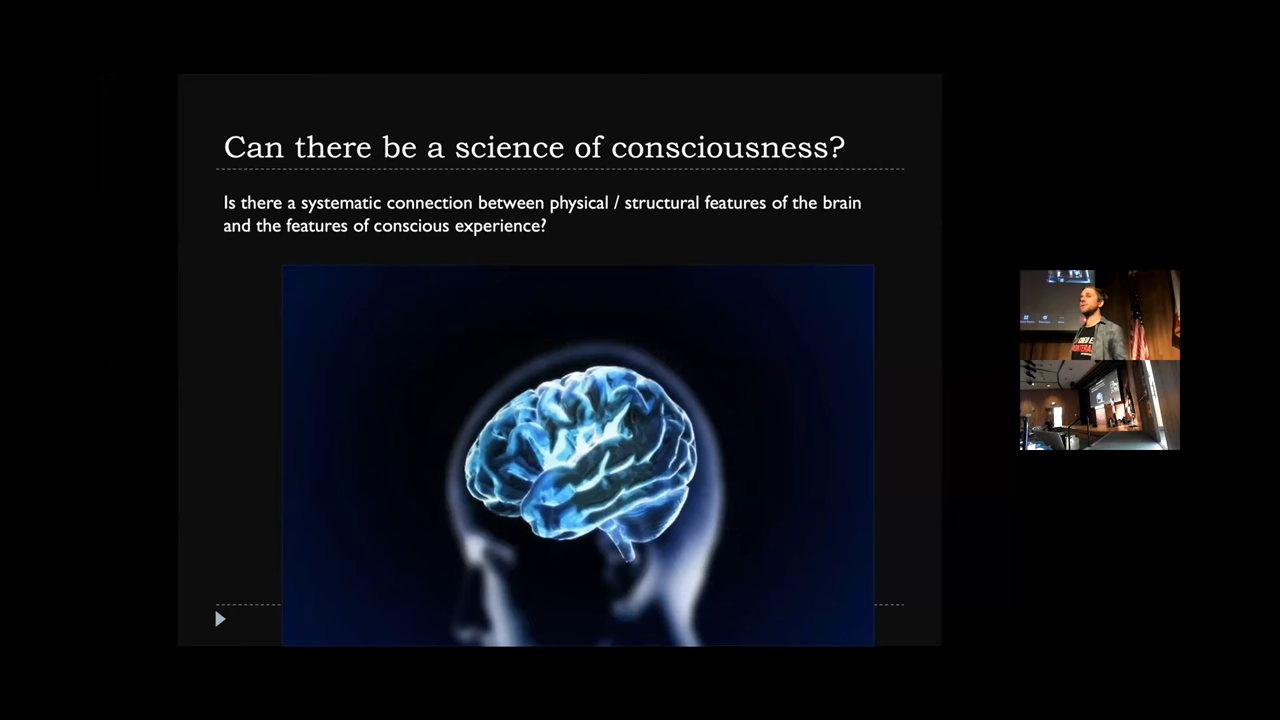 Can there be a science of consciousness?
Is there a systematic connection between physical / structural features of the brain
and the features of conscious experience?